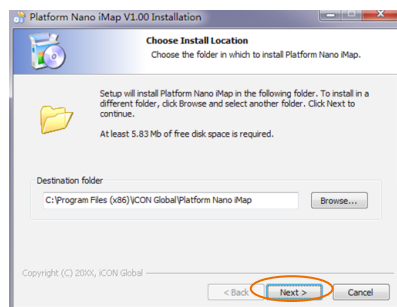 Platform Nano iMap V1.00 Installation
Choose Install Location
Choose the folder in which to install Platform Nano iMap.
Setup will install Platform Nano iMap in the following folder. To install in a
different folder, click Browse and select another folder. Click Next to
continue.
At least 5.83 Mb of free disk space is required.
Destination folder
C:\Program Files (x86)\iCON Global\Platform Nano iMap
Browse...
Copyright (C) 20XX, iCON Global
< Back
Next >
Cancel